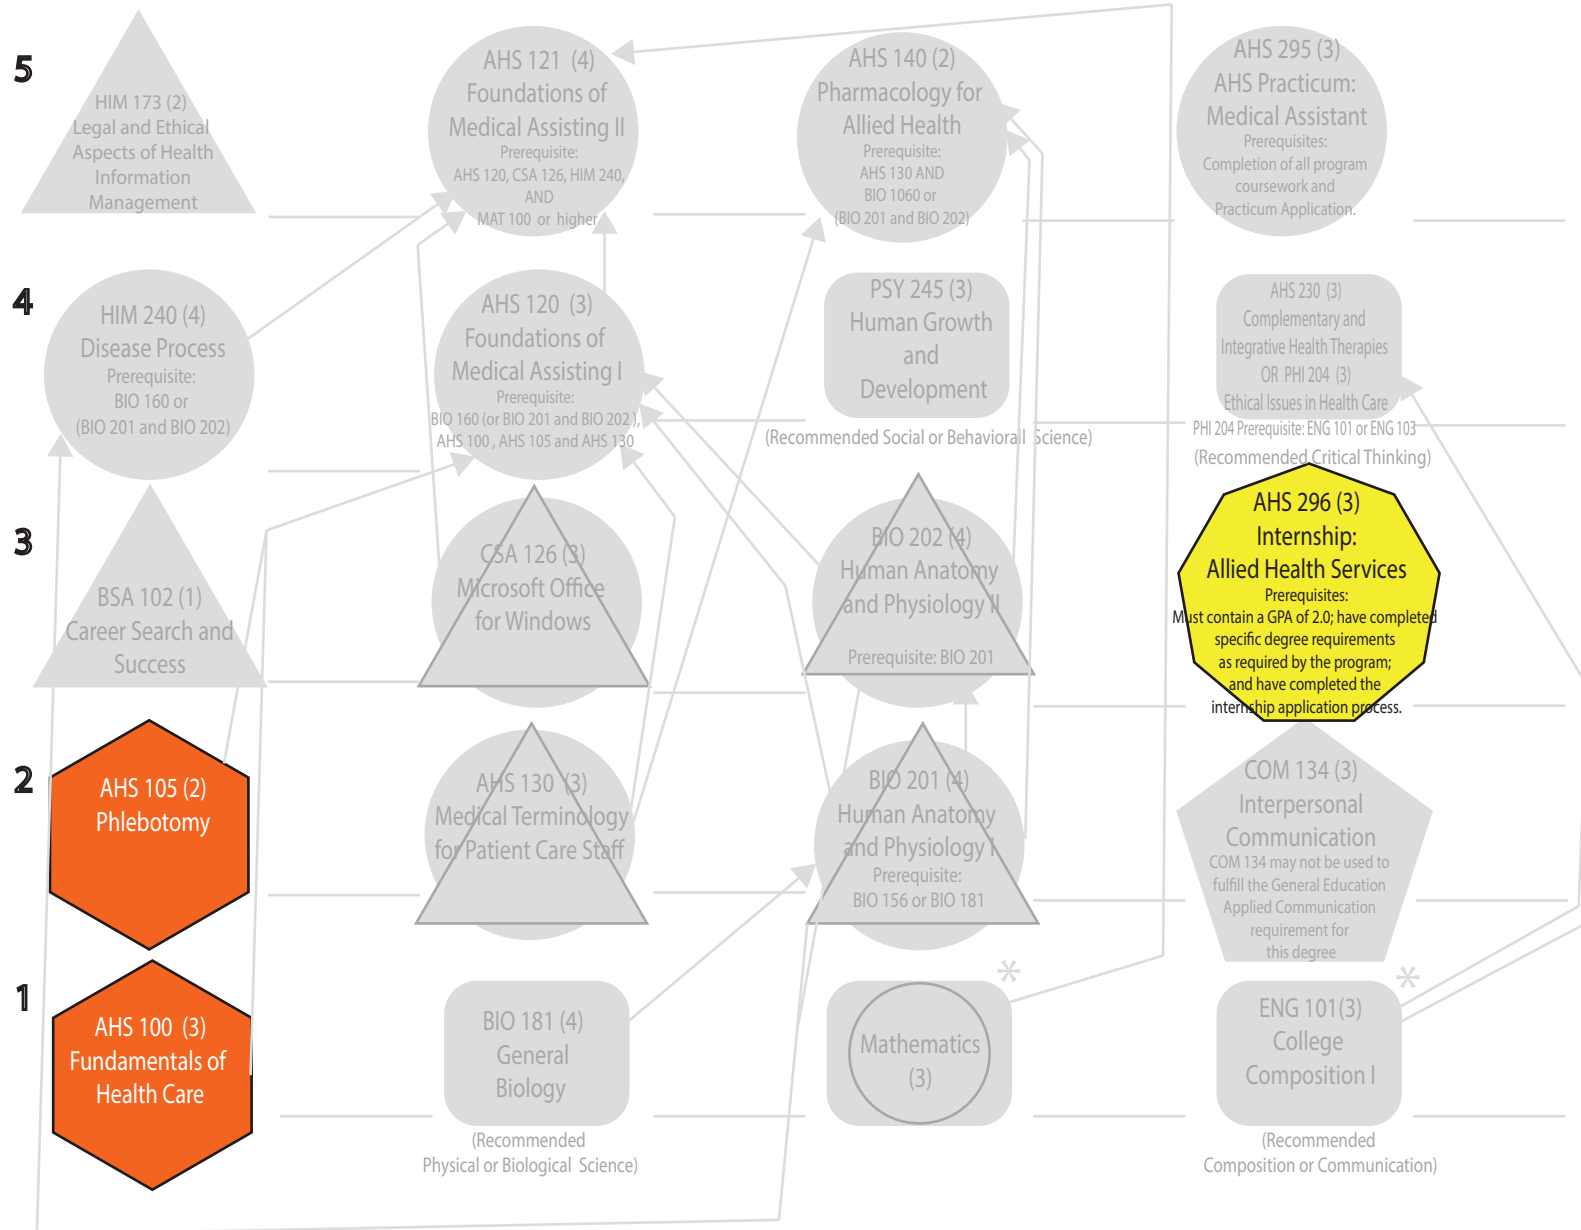 5
HIM 173 (2)
Legal and Ethical
Aspects of Health
Information
Management
AHS 121 (4)
Foundations of
Medical Assisting II
Prerequisite:
AHS 120, CSA 126, HIM 240,
AND
MAT 100 or higher
AHS 140 (2)
Pharmacology for
Allied Health
Prerequisite:
AHS 130 AND
BIO 1060 or
(BIO 201 and BIO 202)
AHS 295 (3)
AHS Practicum:
Medical Assistant
Prerequisites:
Completion of all program
coursework and
Practicum Application.
4
HIM 240 (4)
Disease Process
Prerequisite:
BIO 160 or
(BIO 201 and BIO 202)
AHS 120 (3)
Foundations of
Medical Assisting I
Prerequisite:
BIO 160 (or BIO 201 and BIO 202 ),
AHS 100 , AHS 105 and AHS 130
PSY 245 (3)
Human Growth
and
Development
(Recommended Social or Behaviorall Science)
AHS 230 (3)
Complementary and
Integrative Health Therapies
OR PHI 204 (3)
Ethical Issues in Health Care
PHI 204 Prerequisite: ENG 101 or ENG 103
(Recommended Critical Thinking)
3
BSA 102 (1)
Career Search and
Success
CSA 126 (3)
Microsoft Office
for Windows
BIO 202 (4)
Human Anatomy
and Physiology II
Prerequisite: BIO 201
AHS 296 (3)
Internship:
Allied Health Services
Prerequisites:
Must contain a GPA of 2.0; have completed
specific degree requirements
as required by the program;
and have completed the
internship application process.
2
AHS 105 (2)
Phlebotomy
AHS 130 (3)
Medical Terminology
for Patient Care Staff
BIO 201 (4)
Human Anatomy
and Physiology I
Prerequisite:
BIO 156 or BIO 181
COM 134 (3)
Interpersonal
Communication
COM 134 may not be used to
fulfill the General Education
Applied Communication
requirement for
this degree
1
AHS 100 (3)
Fundamentals of
Health Care
BIO 181 (4)
General
Biology
(Recommended
Physical or Biological Science)
*
Mathematics
(3)
*
ENG 101(3)
College
Composition I
(Recommended
Composition or Communication)